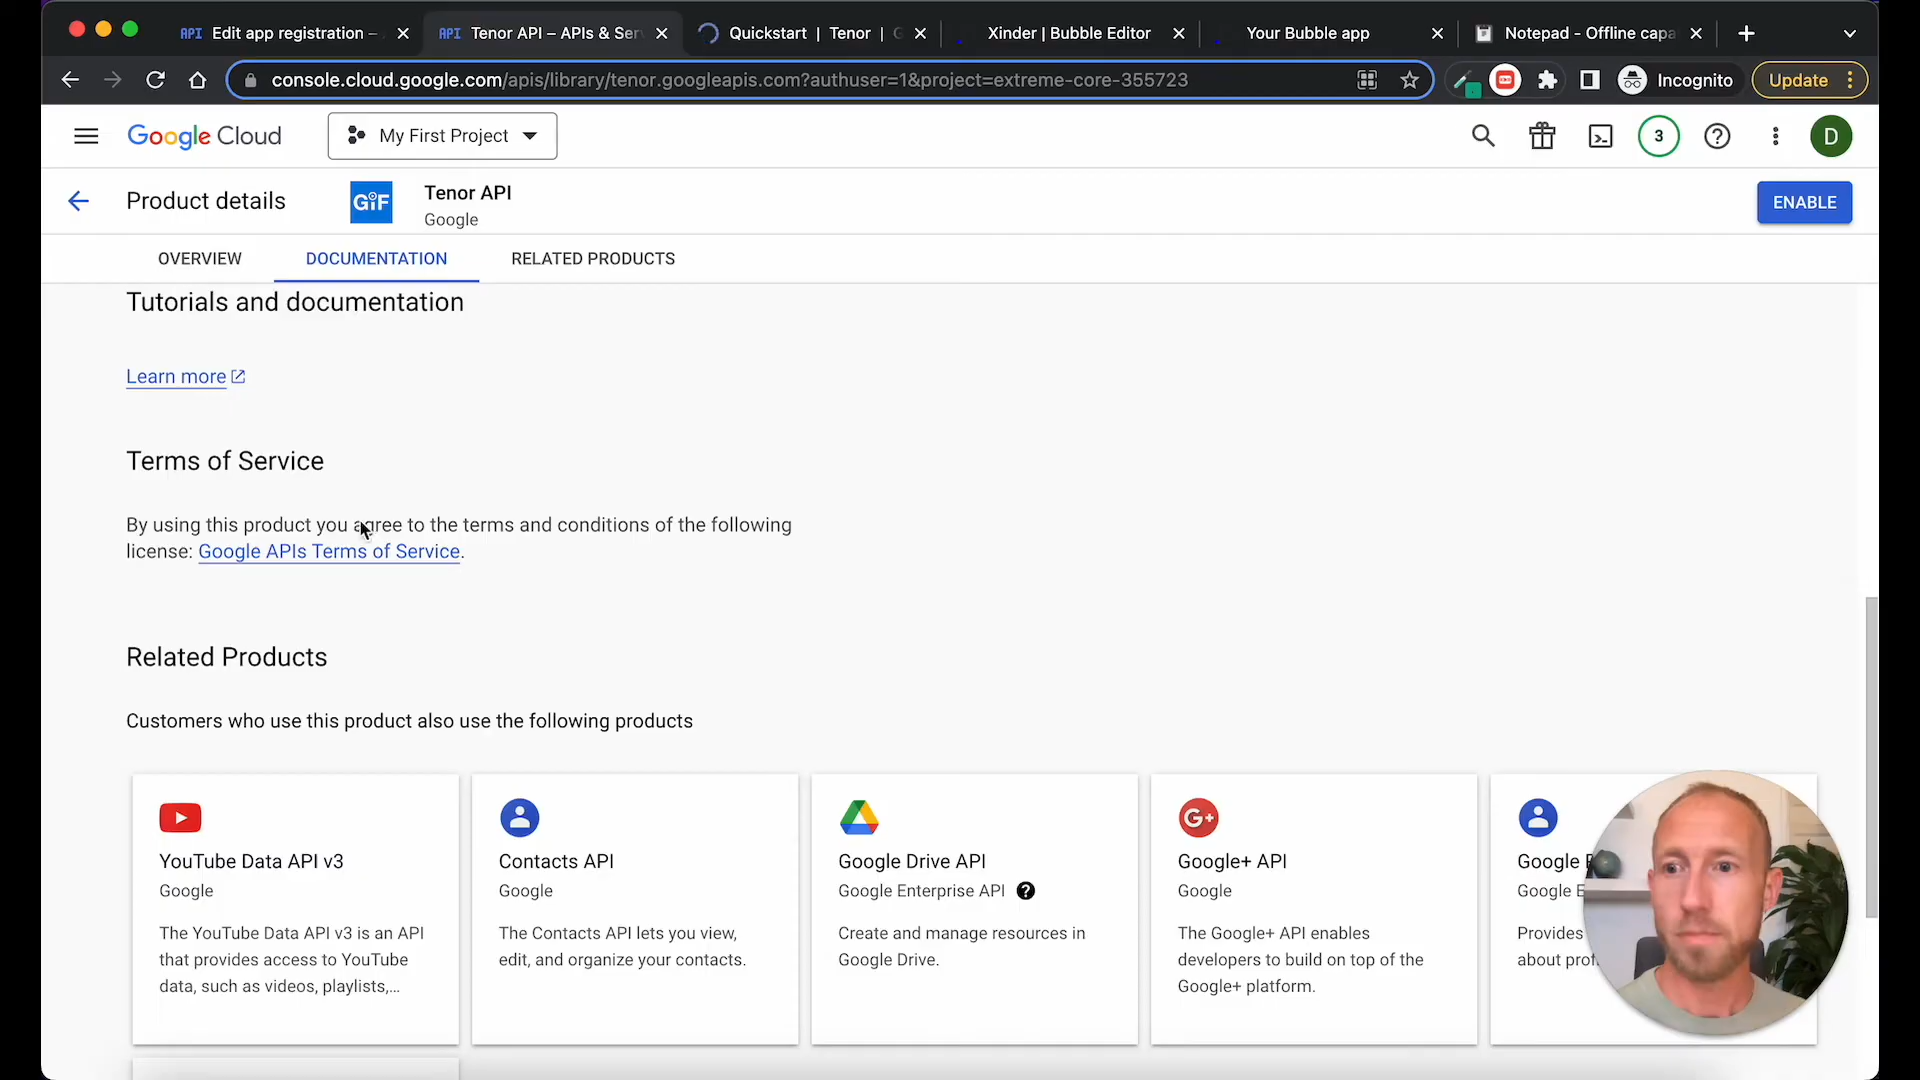 API Edit app registration –
API Tenor API – APIs & Ser
Quickstart | Tenor | G
Xinder | Bubble Editor
Your Bubble app
Notepad - Offline capa
console.cloud.google.com/apis/library/tenor.googleapis.com?authuser=1&project=extreme-core-355723
Incognito
Update
Google Cloud
My First Project
3
D
Product details
GIF
Tenor API
Google
ENABLE
OVERVIEW
DOCUMENTATION
RELATED PRODUCTS
Tutorials and documentation
Learn more
Terms of Service
By using this product you agree to the terms and conditions of the following
license: Google APIs Terms of Service.
Related Products
Customers who use this product also use the following products
YouTube Data API v3
Google
The YouTube Data API v3 is an API
that provides access to YouTube
data, such as videos, playlists,...
Contacts API
Google
The Contacts API lets you view,
edit, and organize your contacts.
Google Drive API
Google Enterprise API
Create and manage resources in
Google Drive.
G+
Google+ API
Google
The Google+ API enables
developers to build on top of the
Google+ platform.
Google
Google E
Provides
about